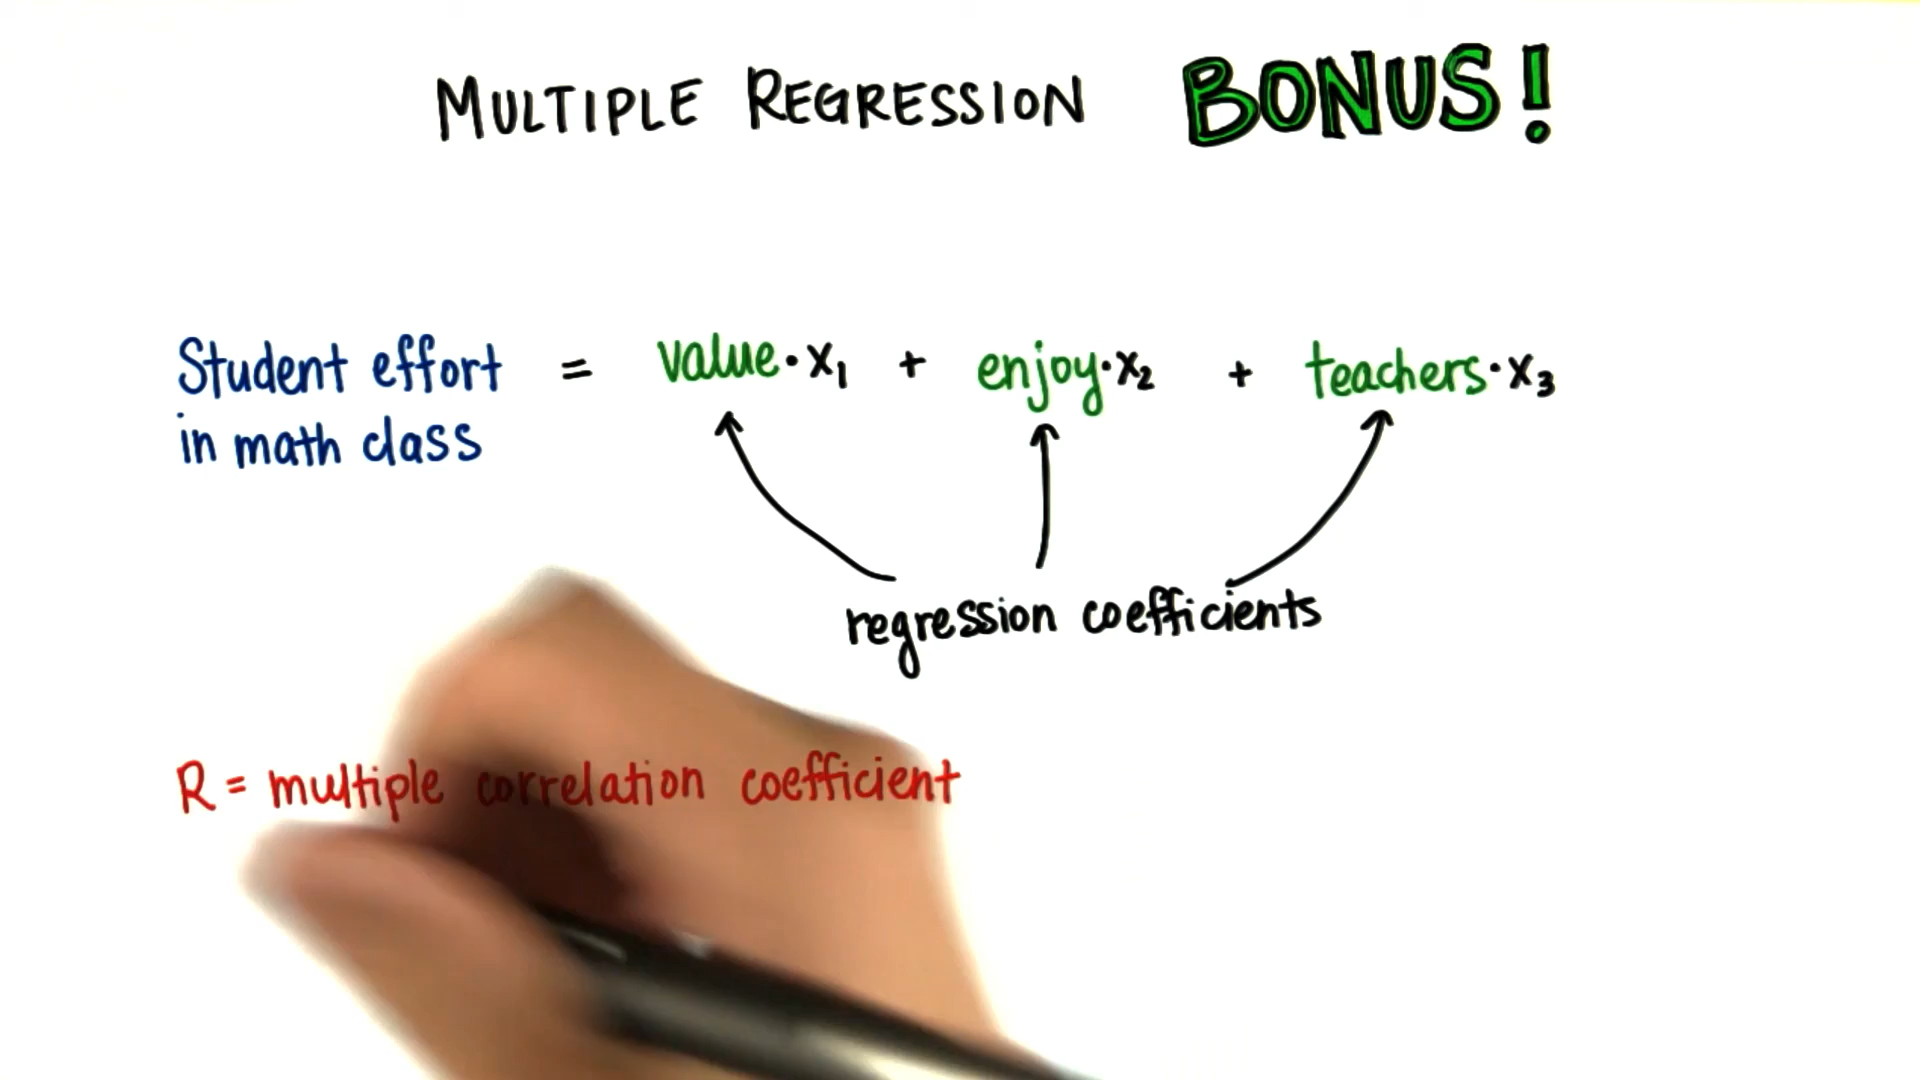 MULTIPLE REGRESSION BONUS!
Student effort = value·x₁ + enjoy·x₂ + teachers·x₃
in math class
regression coefficients
R = multiple correlation coefficient